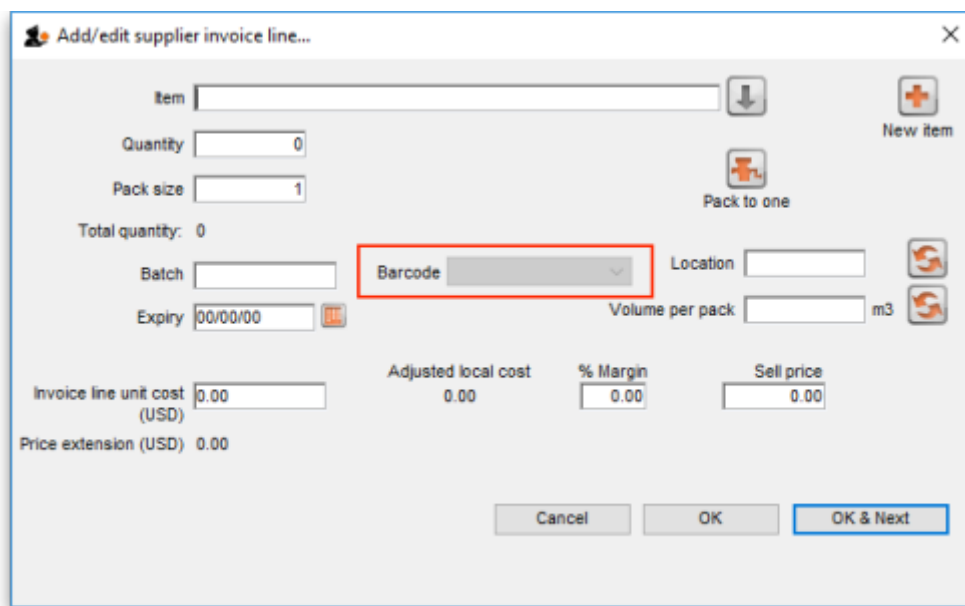 Add/edit supplier invoice line...
Item
New item
Quantity 0
Pack size 1
Pack to one
Total quantity: 0
Batch
Barcode
Location
Expiry 00/00/00
Volume per pack m3
Adjusted local cost % Margin Sell price
Invoice line unit cost 0.00 0.00 0.00 0.00
(USD)
Price extension (USD) 0.00
Cancel OK OK & Next